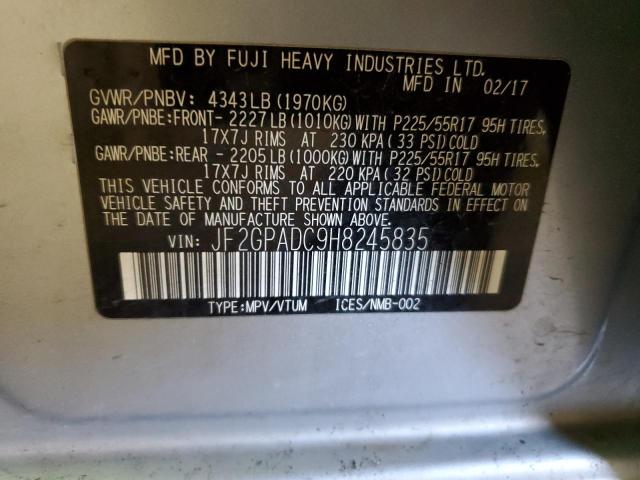 MFD BY FUJI HEAVY INDUSTRIES LTD.
MFD IN 02/17
GVWR/PNBV: 4343LB (1970KG)
GAWR/PNBE:FRONT- 2227LB (1010KG) WITH P225/55R17 95H TIRES,
17X7J RIMS AT 230 KPA (33 PSI) COLD
GAWR/PNBE:REAR - 2205LB (1000KG) WITH P225/55R17 95H TIRES,
17X7J RIMS AT 220 KPA (32 PSI) COLD
THIS VEHICLE CONFORMS TO ALL APPLICABLE FEDERAL MOTOR
VEHICLE SAFETY AND THEFT PREVENTION STANDARDS IN EFFECT ON
THE DATE OF MANUFACTURE SHOWN ABOVE.
VIN: JF2GPADC9H8245835
TYPE:MPV/VTUM ICES/NMB-002